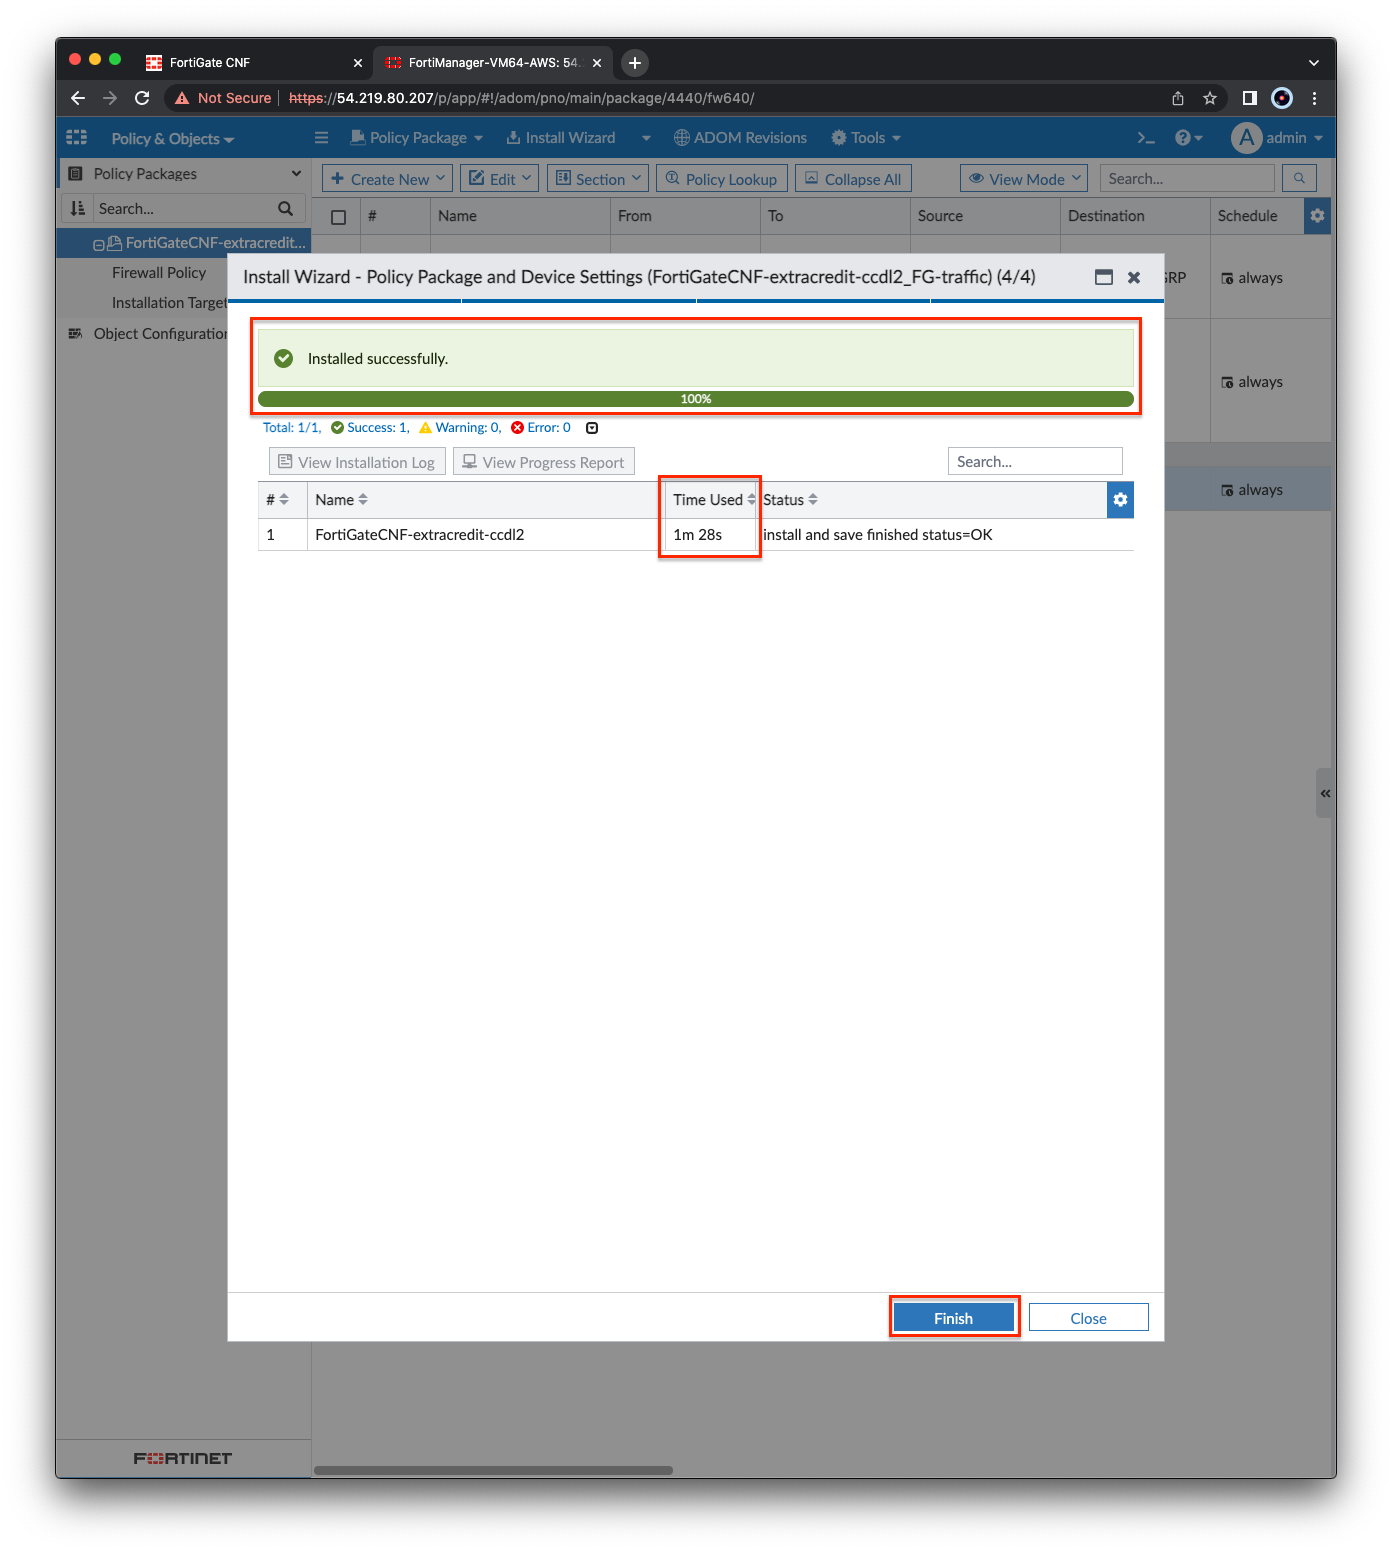 FortiGate CNF
FortiManager-VM64-AWS: 54.
Not Secure
https://54.219.80.207/p/app/#!/adom/pno/main/package/4440/fw640/
Policy & Objects
Policy Package
Install Wizard
ADOM Revisions
Tools
A
admin
Policy Packages
Create New
Edit
Section
Policy Lookup
Collapse All
View Mode
Search...
Search...
# Name From To Source Destination Schedule
FortiGateCNF-extracredit...
Firewall Policy
Installation Target
Object Configuration
GRP
always
always
always
Install Wizard - Policy Package and Device Settings (FortiGateCNF-extracredit-ccdl2_FG-traffic) (4/4)
Installed successfully.
100%
Total: 1/1, Success: 1, Warning: 0, Error: 0
View Installation Log
View Progress Report
Search...
# Name Time Used Status
1 FortiGateCNF-extracredit-ccdl2 1m 28s install and save finished status=OK
Finish
Close
FORTINET